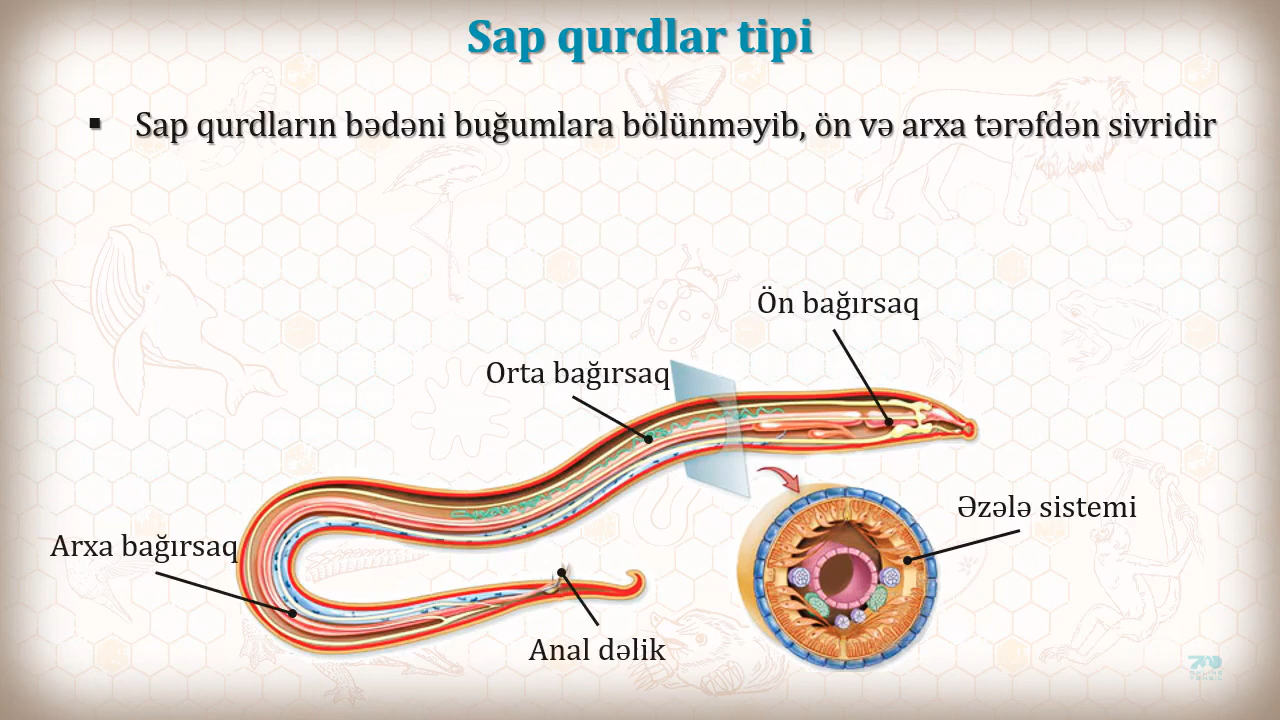 Sap qurdlar tipi
▪ Sap qurdların bədəni buğumlara bölünməyib, ön və arxa tərəfdən sivridir
Ön bağırsaq
Orta bağırsaq
Əzələ sistemi
Arxa bağırsaq
Anal dəlik